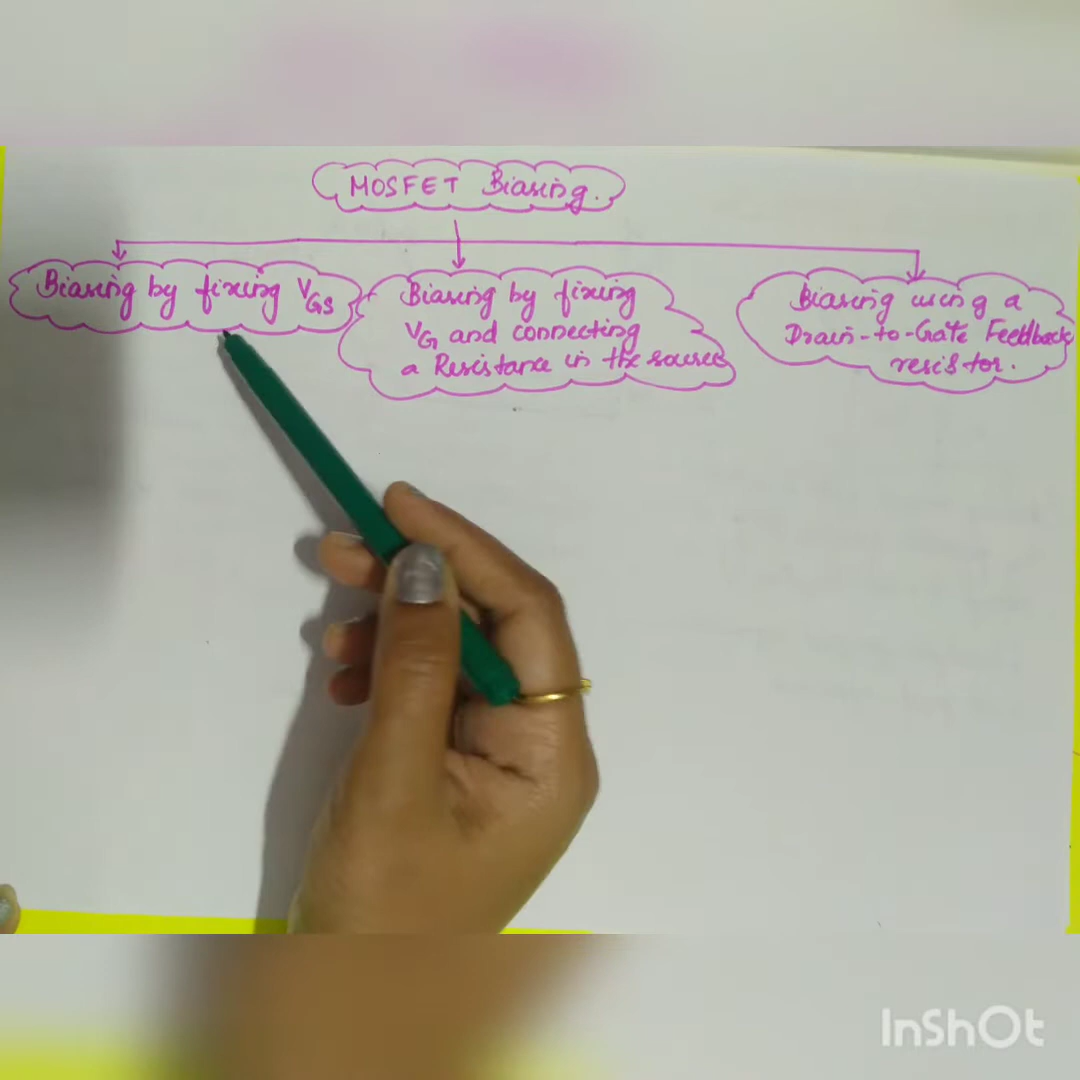 MOSFET Biasing.
Biasing by fixing VGS
Biasing by fixing
VG and connecting
a Resistance in the source
Biasing using a
Drain-to-Gate Feedback
resistor.
InShOt